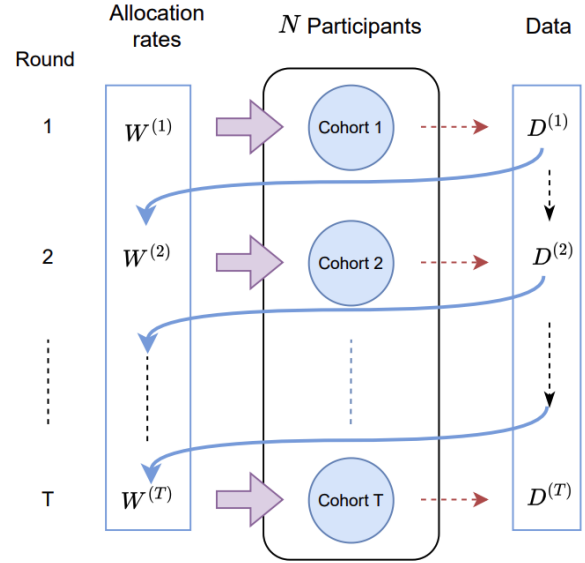 Allocation
rates
N Participants
Data
Round
1
W^{(1)}
Cohort 1
D^{(1)}
2
W^{(2)}
Cohort 2
D^{(2)}
T
W^{(T)}
Cohort T
D^{(T)}